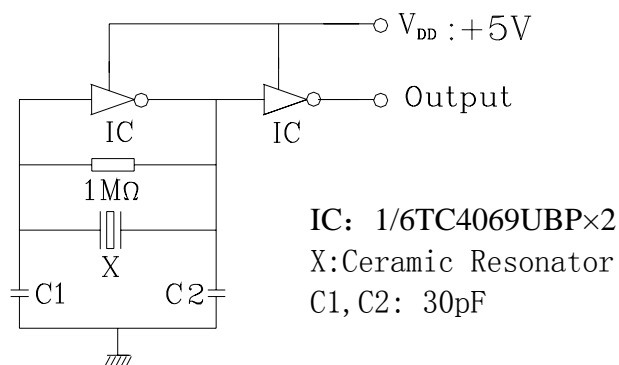 V_DD :+5V
Output
IC
IC
1MΩ
X
C1
C2
IC：1/6TC4069UBP×2
X:Ceramic Resonator
C1,C2: 30pF